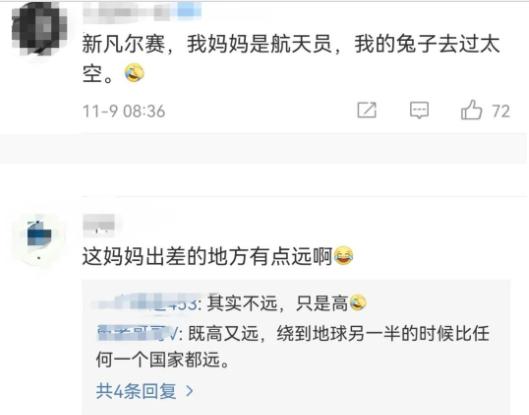 新凡尔赛，我妈妈是航天员，我的兔子去过太
空。
11-9 08:36
72
这妈妈出差的地方有点远啊
: 其实不远，只是高
: 既高又远，绕到地球另一半的时候比任
何一个国家都远。
共4条回复 >